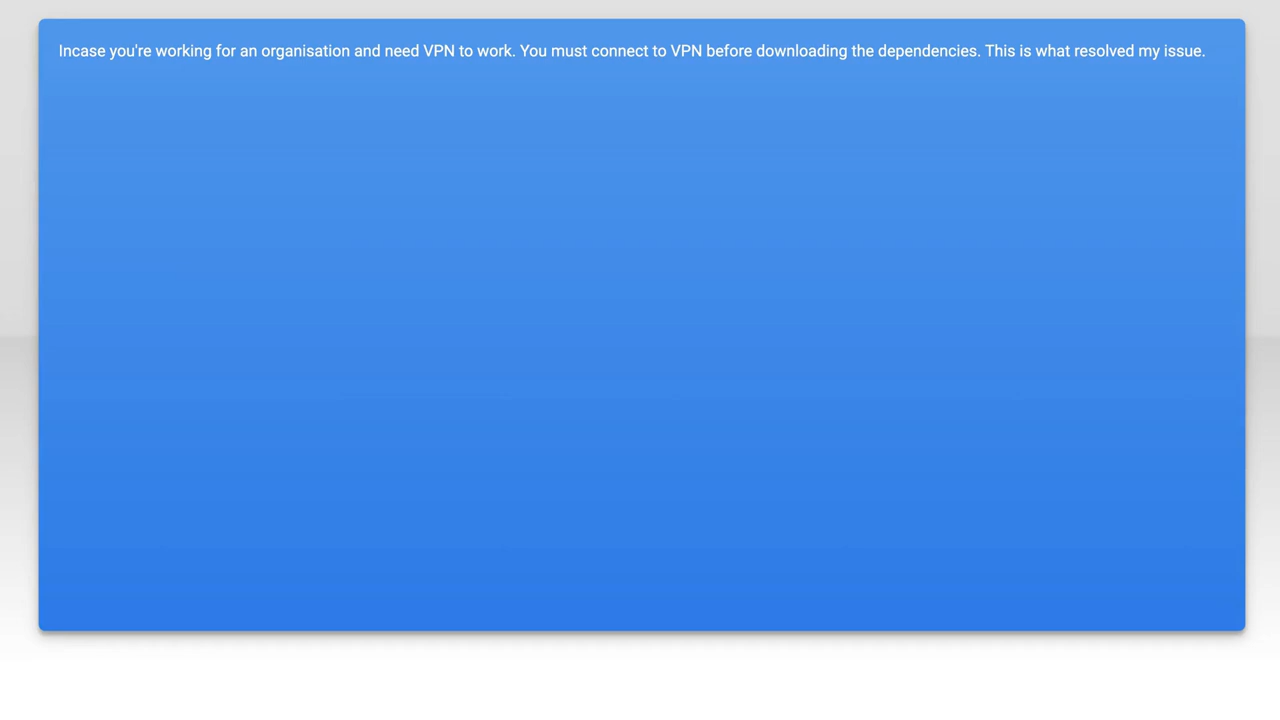 Incase you're working for an organisation and need VPN to work. You must connect to VPN before downloading the dependencies. This is what resolved my issue.